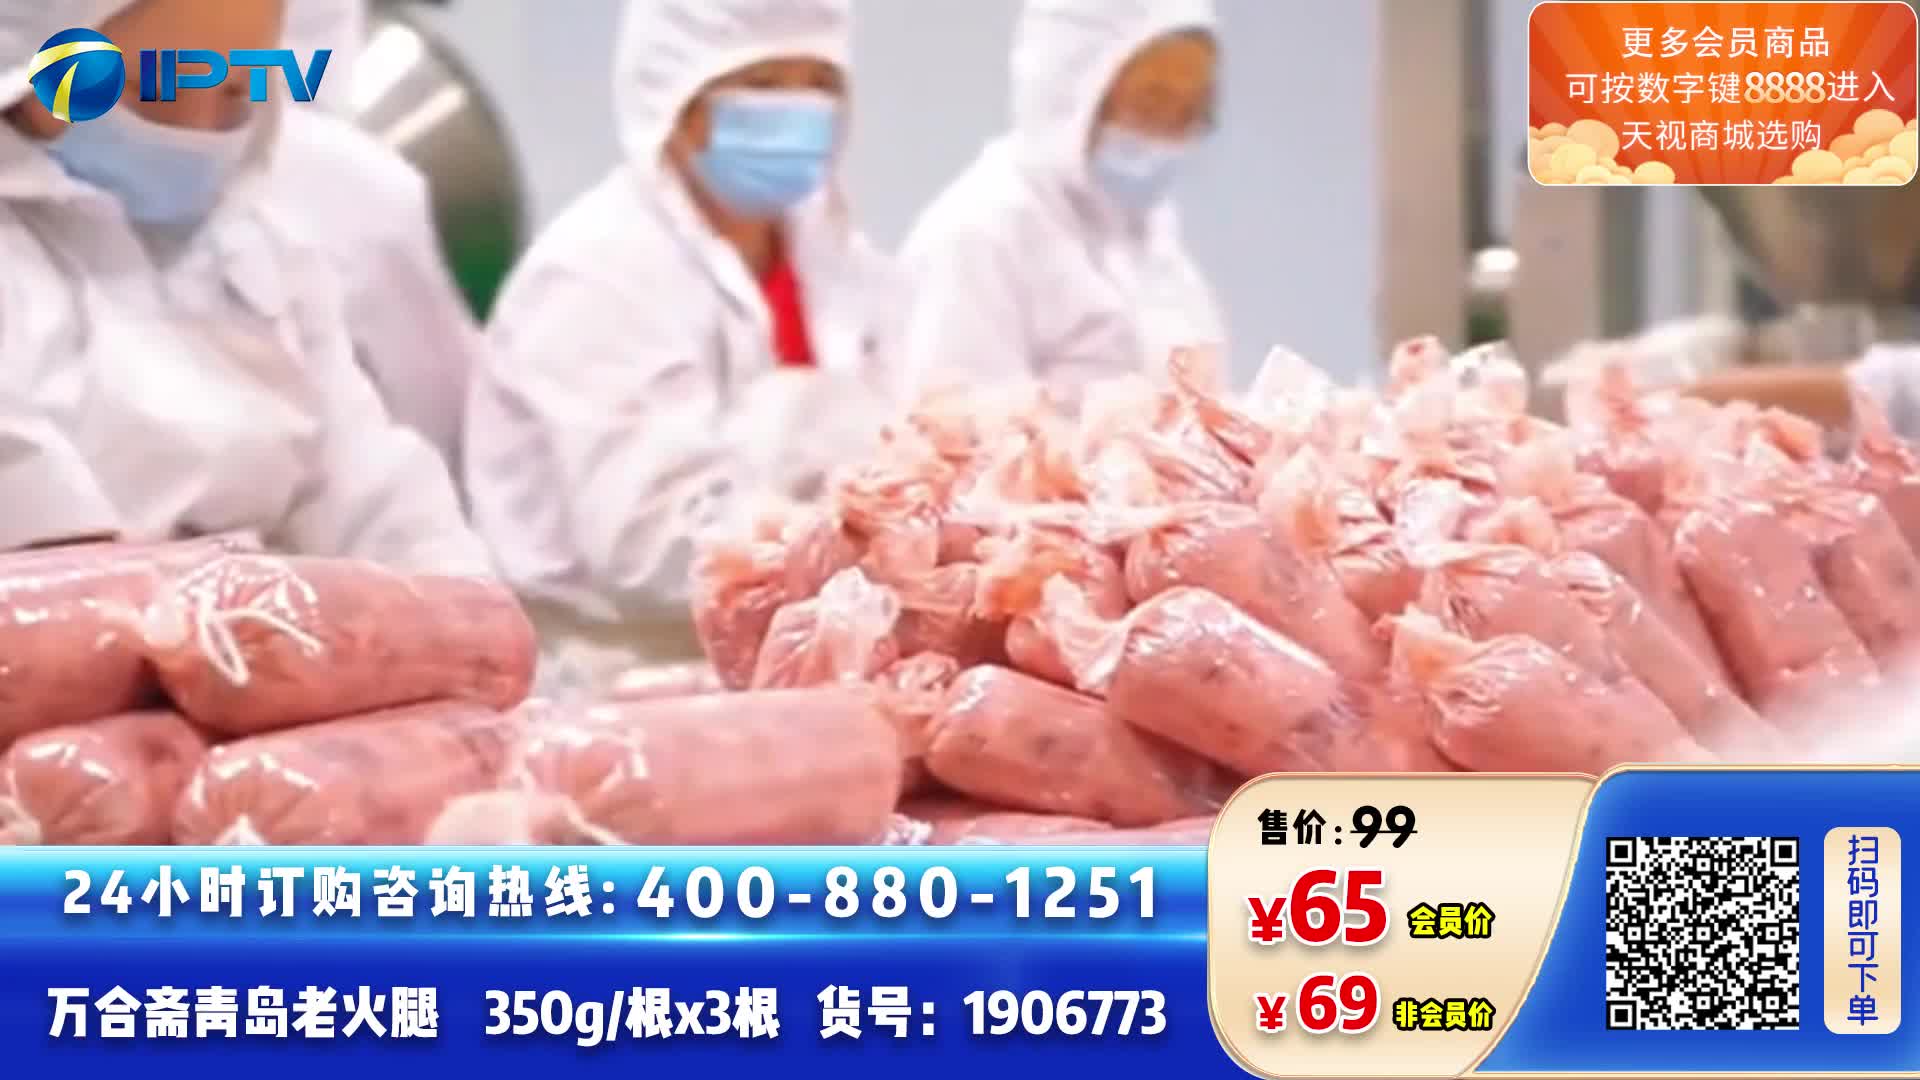 IPTV
更多会员商品
可按数字键8888进入
天视商城选购
24小时订购咨询热线:400-880-1251
万合斋青岛老火腿 350g/根x3根 货号：1906773
售价:99
¥65 会员价
¥69 非会员价
扫码即可下单